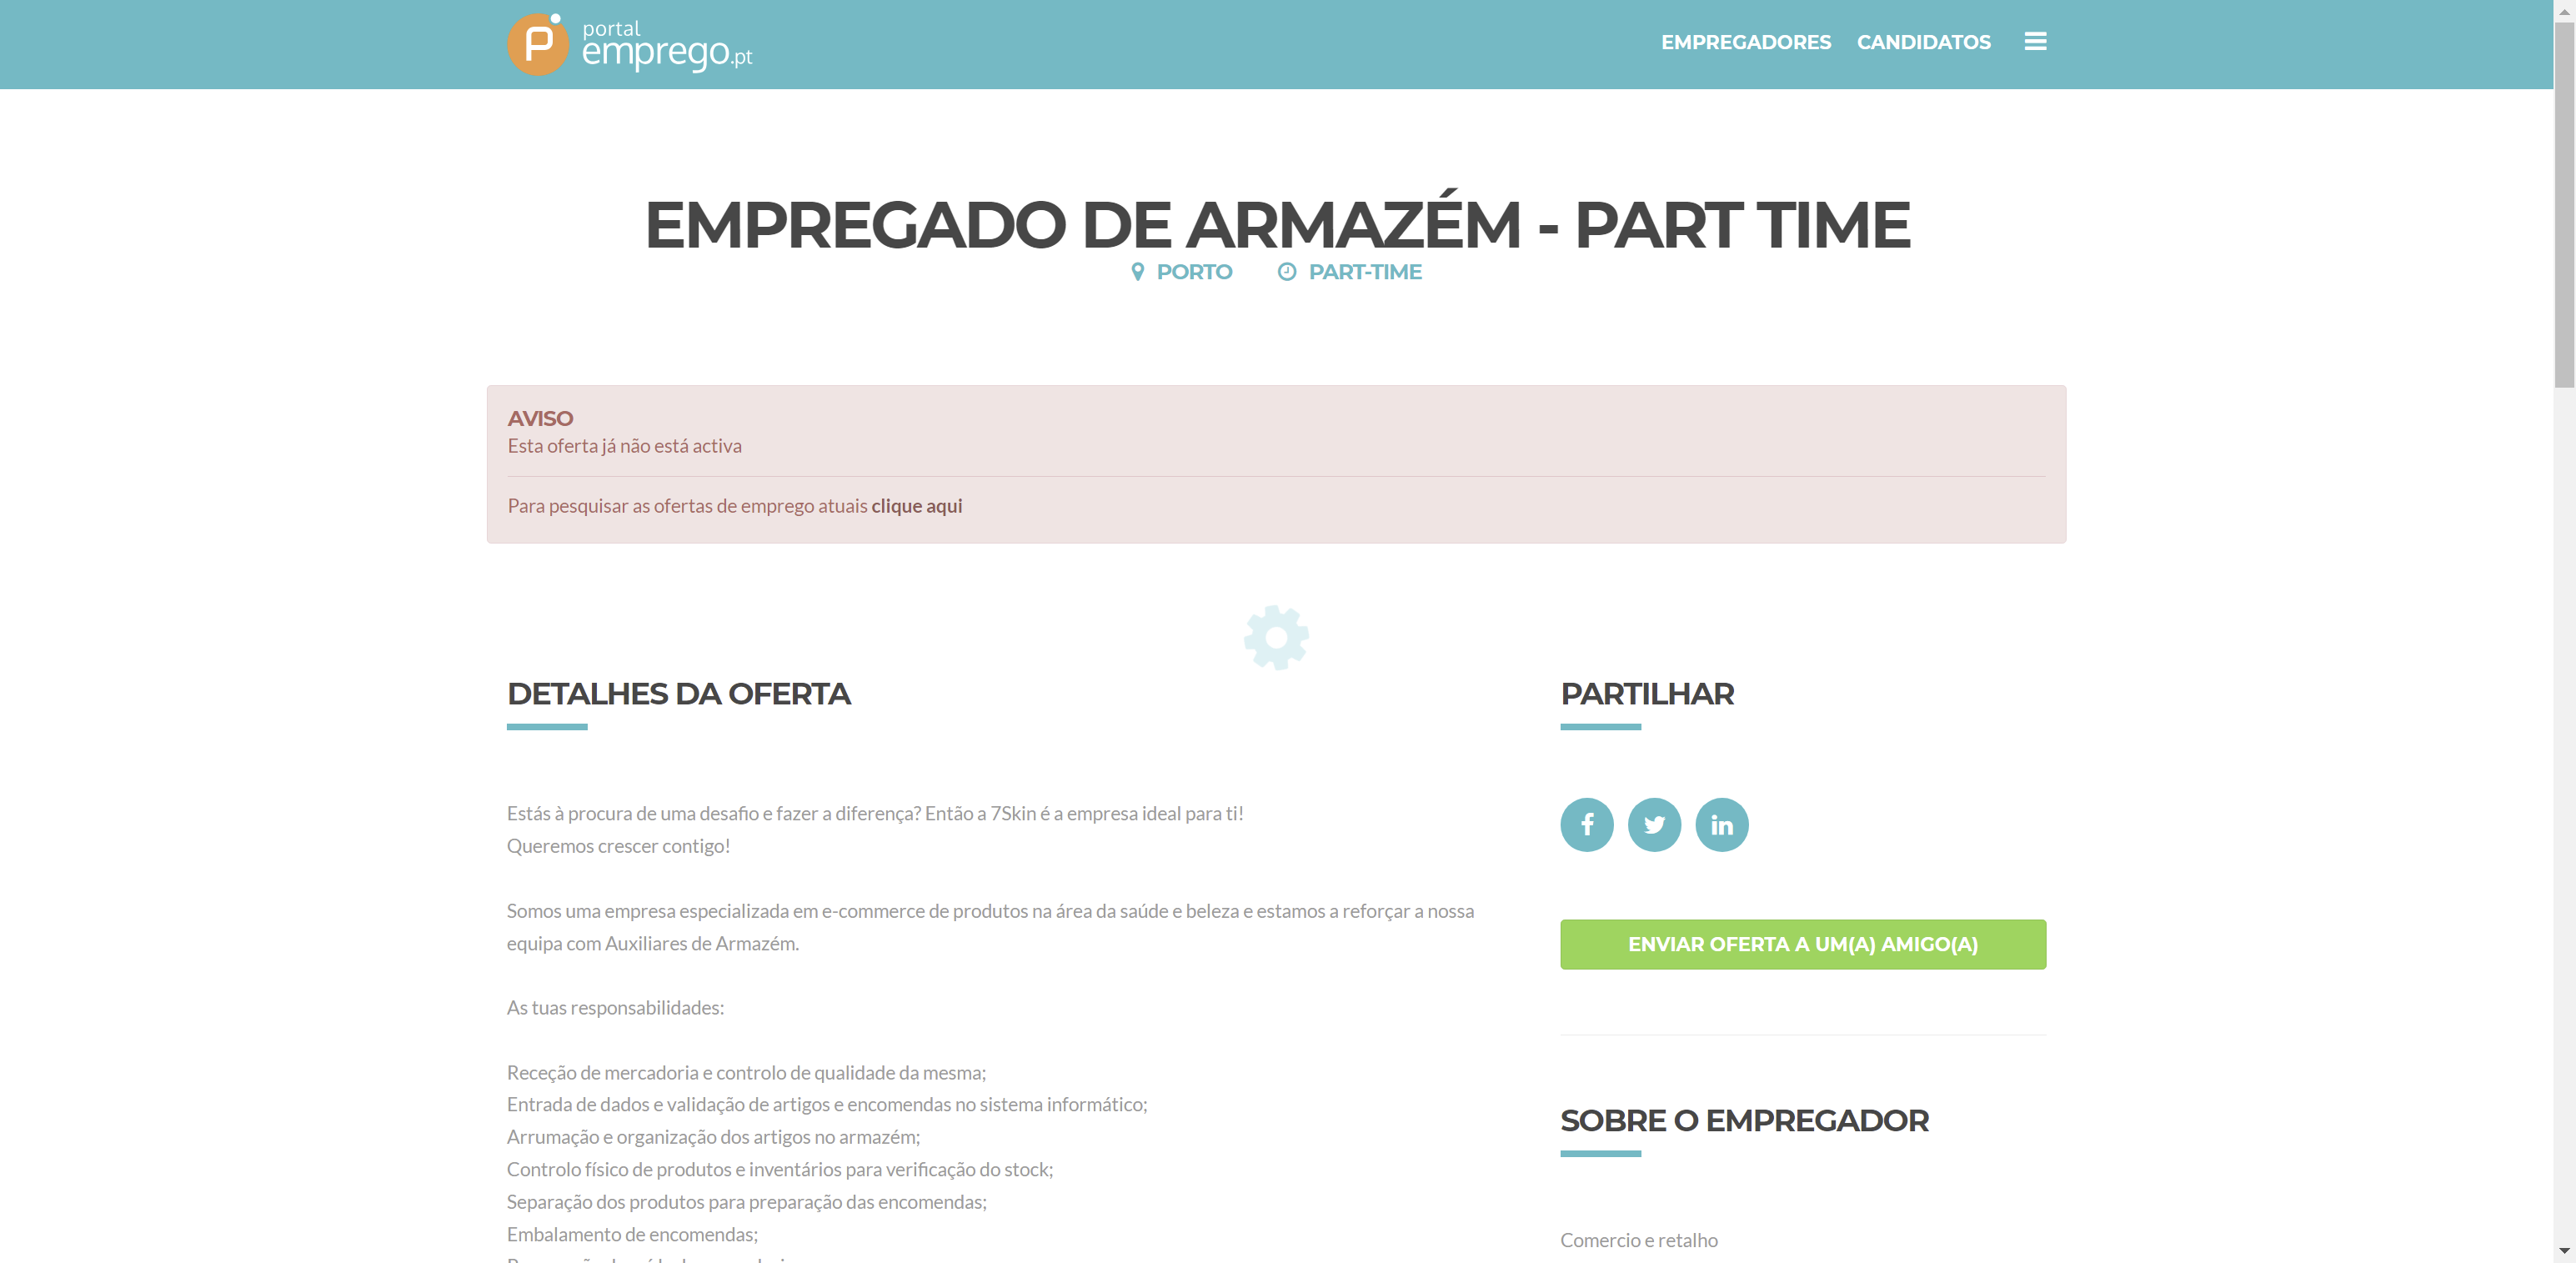 portal
emprego.pt
EMPREGADORES CANDIDATOS
EMPREGADO DE ARMAZÉM - PART TIME
PORTO PART-TIME
AVISO
Esta oferta já não está activa
Para pesquisar as ofertas de emprego atuais clique aqui
DETALHES DA OFERTA
Estás à procura de uma desafio e fazer a diferença? Então a 7Skin é a empresa ideal para ti!
Queremos crescer contigo!
Somos uma empresa especializada em e-commerce de produtos na área da saúde e beleza e estamos a reforçar a nossa
equipa com Auxiliares de Armazém.
As tuas responsabilidades:
Receção de mercadoria e controlo de qualidade da mesma;
Entrada de dados e validação de artigos e encomendas no sistema informático;
Arrumação e organização dos artigos no armazém;
Controlo físico de produtos e inventários para verificação do stock;
Separação dos produtos para preparação das encomendas;
Embalamento de encomendas;
PARTILHAR
ENVIAR OFERTA A UM(A) AMIGO(A)
SOBRE O EMPREGADOR
Comercio e retalho